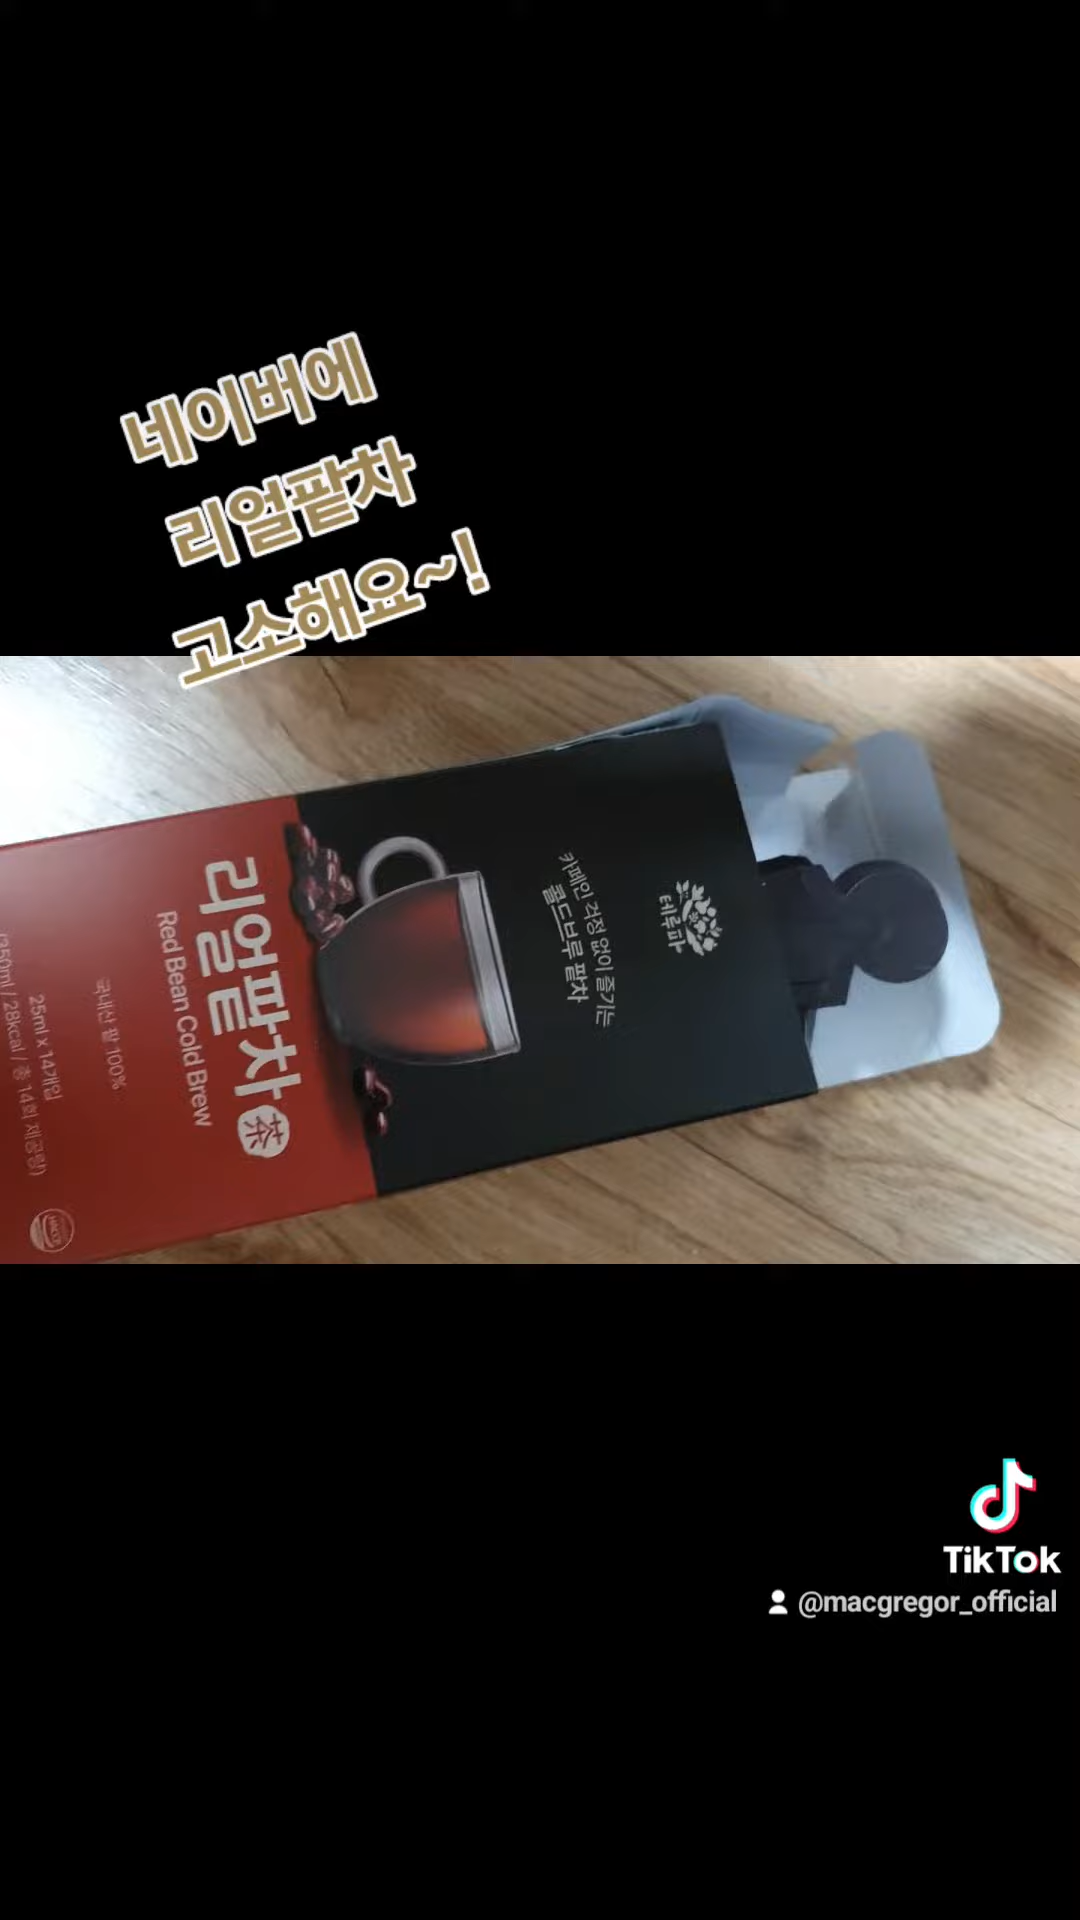 네이버에
리얼팥차
고소해요~!
테루파
카페인 걱정 없이 즐기는
콜드브루 팥차
리얼팥차 茶
Red Bean Cold Brew
국내산 팥 100%
25ml x 14개입
(350ml / 28kcal / 총 14회 제공량)
HACCP
TikTok
@macgregor_official